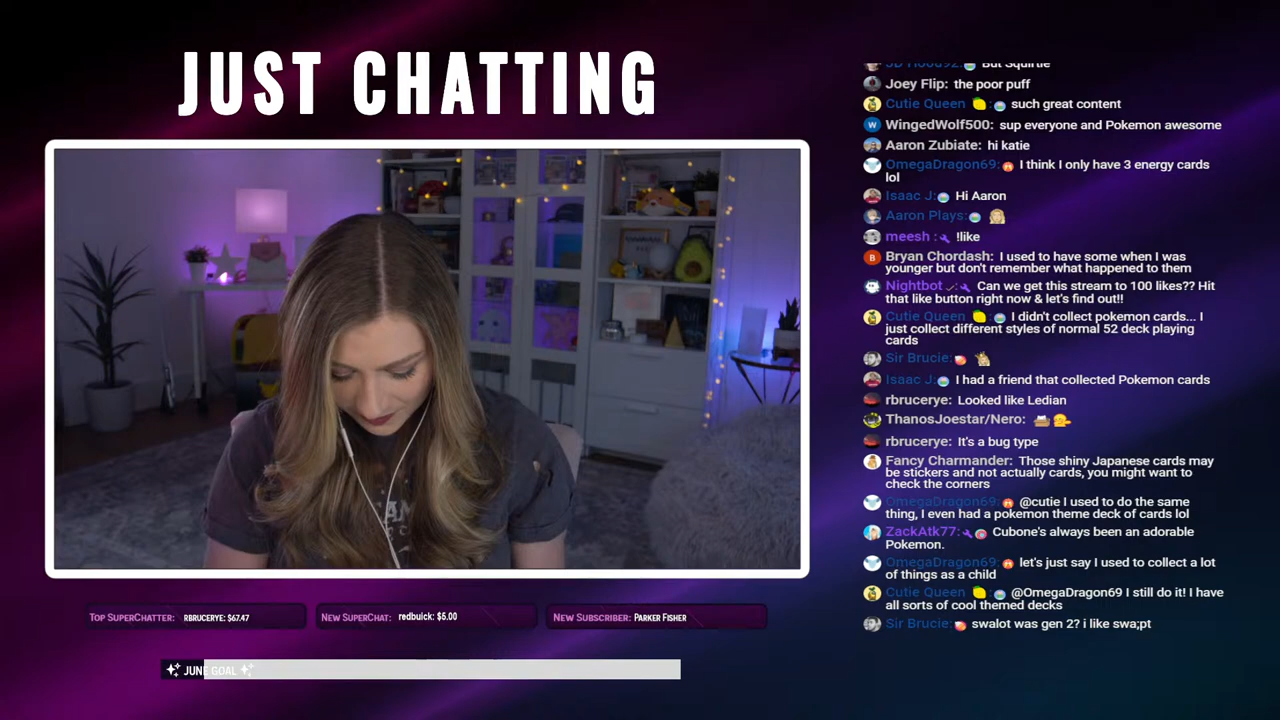 JUST CHATTING
But Squirtle
Joey Flip: the poor puff
Cutie Queen 🍋: such great content
WingedWolf500: sup everyone and Pokemon awesome
Aaron Zubiate: hi katie
OmegaDragon69: I think I only have 3 energy cards
lol
Isaac J: Hi Aaron
Aaron Plays:
meesh : !like
Bryan Chordash: I used to have some when I was
younger but don't remember what happened to them
Nightbot : Can we get this stream to 100 likes?? Hit
that like button right now & let's find out!!
Cutie Queen 🍋: I didn't collect pokemon cards... I
just collect different styles of normal 52 deck playing
cards
Sir Brucie:
Isaac J: I had a friend that collected Pokemon cards
rbrucerye: Looked like Ledian
ThanosJoestar/Nero:
rbrucerye: It's a bug type
Fancy Charmander: Those shiny Japanese cards may
be stickers and not actually cards, you might want to
check the corners
OmegaDragon69: @cutie I used to do the same
thing, I even had a pokemon theme deck of cards lol
ZackAtk77: Cubone's always been an adorable
Pokemon.
OmegaDragon69: let's just say I used to collect a lot
of things as a child
Cutie Queen 🍋: @OmegaDragon69 I still do it! I have
all sorts of cool themed decks
Sir Brucie: swalot was gen 2? i like swa;pt
TOP SUPERCHATTER: RBRUCERYE: $67.47
NEW SUPERCHAT: redbuick: $5.00
NEW SUBSCRIBER: PARKER FISHER
JUNE GOAL